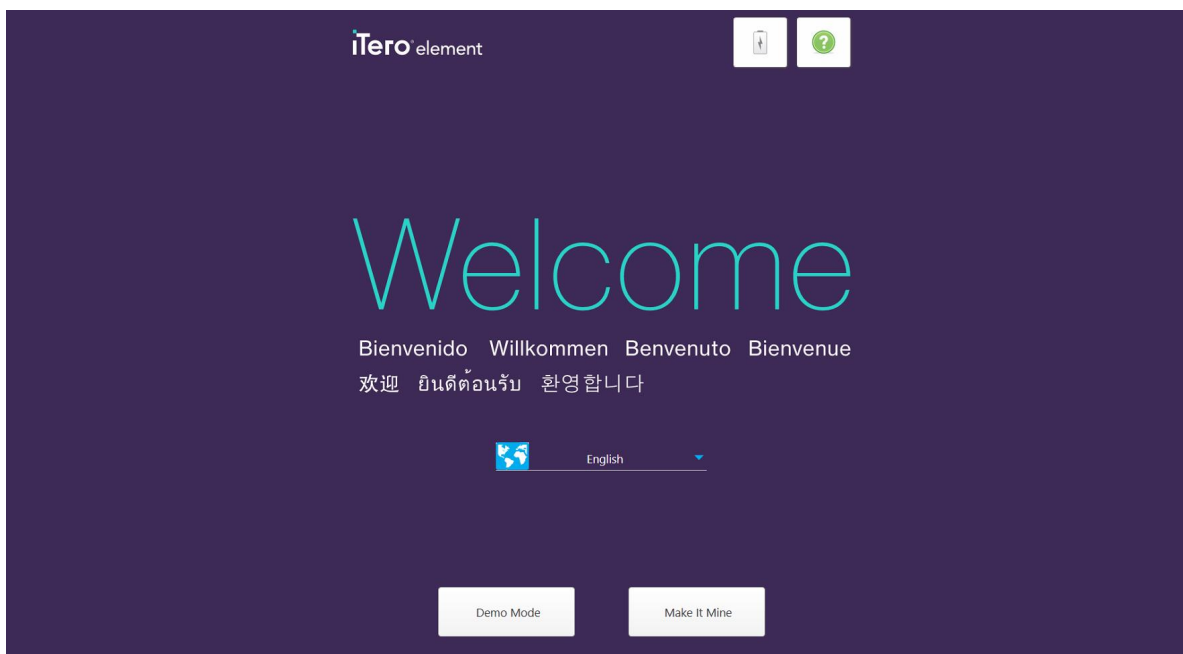 iTero element
?
Welcome
Bienvenido Willkommen Benvenuto Bienvenue
欢迎 ยินดีต้อนรับ 환영합니다
English
Demo Mode Make It Mine